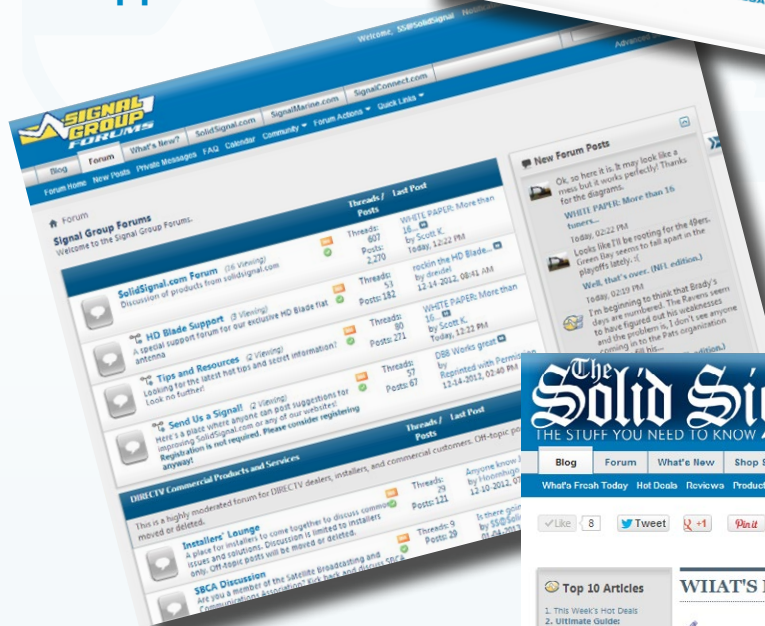 Welcome, SS@SolidSignal
SIGNAL
GROUP
FORUMS
Blog
Forum
What's New?
SolidSignal.com
SignalMarine.com
SignalConnect.com
Forum Home
New Posts
Private Messages
FAQ
Calendar
Community
Forum Actions
Quick Links
Forum
Signal Group Forums
Welcome to the Signal Group Forums.
Threads / Posts
Last Post
SolidSignal.com Forum (16 Viewing)
Discussion of products from solidsignal.com
Threads: 607
Posts: 2,270
WHITE PAPER: More than
16...
by Scott K.
Today, 12:22 PM
HD Blade Support (3 Viewing)
A special support forum for our exclusive HD Blade flat
antenna
Threads: 53
Posts: 182
rockin the HD Blade...
by dreidel
12-14-2012, 08:41 AM
Tips and Resources (2 Viewing)
Looking for the latest hot tips and secret information?
Look no further!
Threads: 80
Posts: 271
WHITE PAPER: More than
16...
by Scott K.
Today, 12:22 PM
Send Us a Signal! (2 Viewing)
Here's a place where anyone can post suggestions for
improving SolidSignal.com or any of our websites!
Registration is not required. Please consider registering
anyway!
Threads: 57
Posts: 67
DB8 Works great
by
Reprinted with Permission
12-14-2012, 02:40 PM
DIRECTV Commercial Products and Services
Threads / Posts
Last Post
This is a highly moderated forum for DIRECTV dealers, installers, and commercial customers. Off-topic
moved or deleted.
Installers' Lounge
A place for installers to come together to discuss common
issues and solutions. Discussion is limited to installers
only. Off-topic posts will be moved or deleted.
Threads: 29
Posts: 121
Anyone know
by
12-10-2012,
SBCA Discussion
Are you a member of the Satellite Broadcasting and
Communications Association? Kick back and discuss SBCA
Threads: 9
Posts: 29
Is there
by
New Forum Posts
Ok, so here it is. It may look like a
mess but it works perfectly! Thanks
for the diagrams.
WHITE PAPER: More than 16
tuners...
Today, 02:22 PM
Looks like I'll be rooting for the 49ers.
Green Bay seems to fall apart in the
playoffs lately. :(
Well, that's over. (NFL edition.)
Today, 02:19 PM
I'm beginning to think that Brady's
days are numbered. The Ravens seem
to have figured out his weaknesses
and the problem is, I don't see anyone
coming in to the Pats organization
The
Solid
THE STUFF YOU NEED TO KNOW
Blog
Forum
What's New
Shop
What's Fresh Today
Hot Deals
Reviews
Like
8
Tweet
+1
Pin it
Top 10 Articles
1. This Week's Hot Deals
2. Ultimate Guide:
WHAT'S